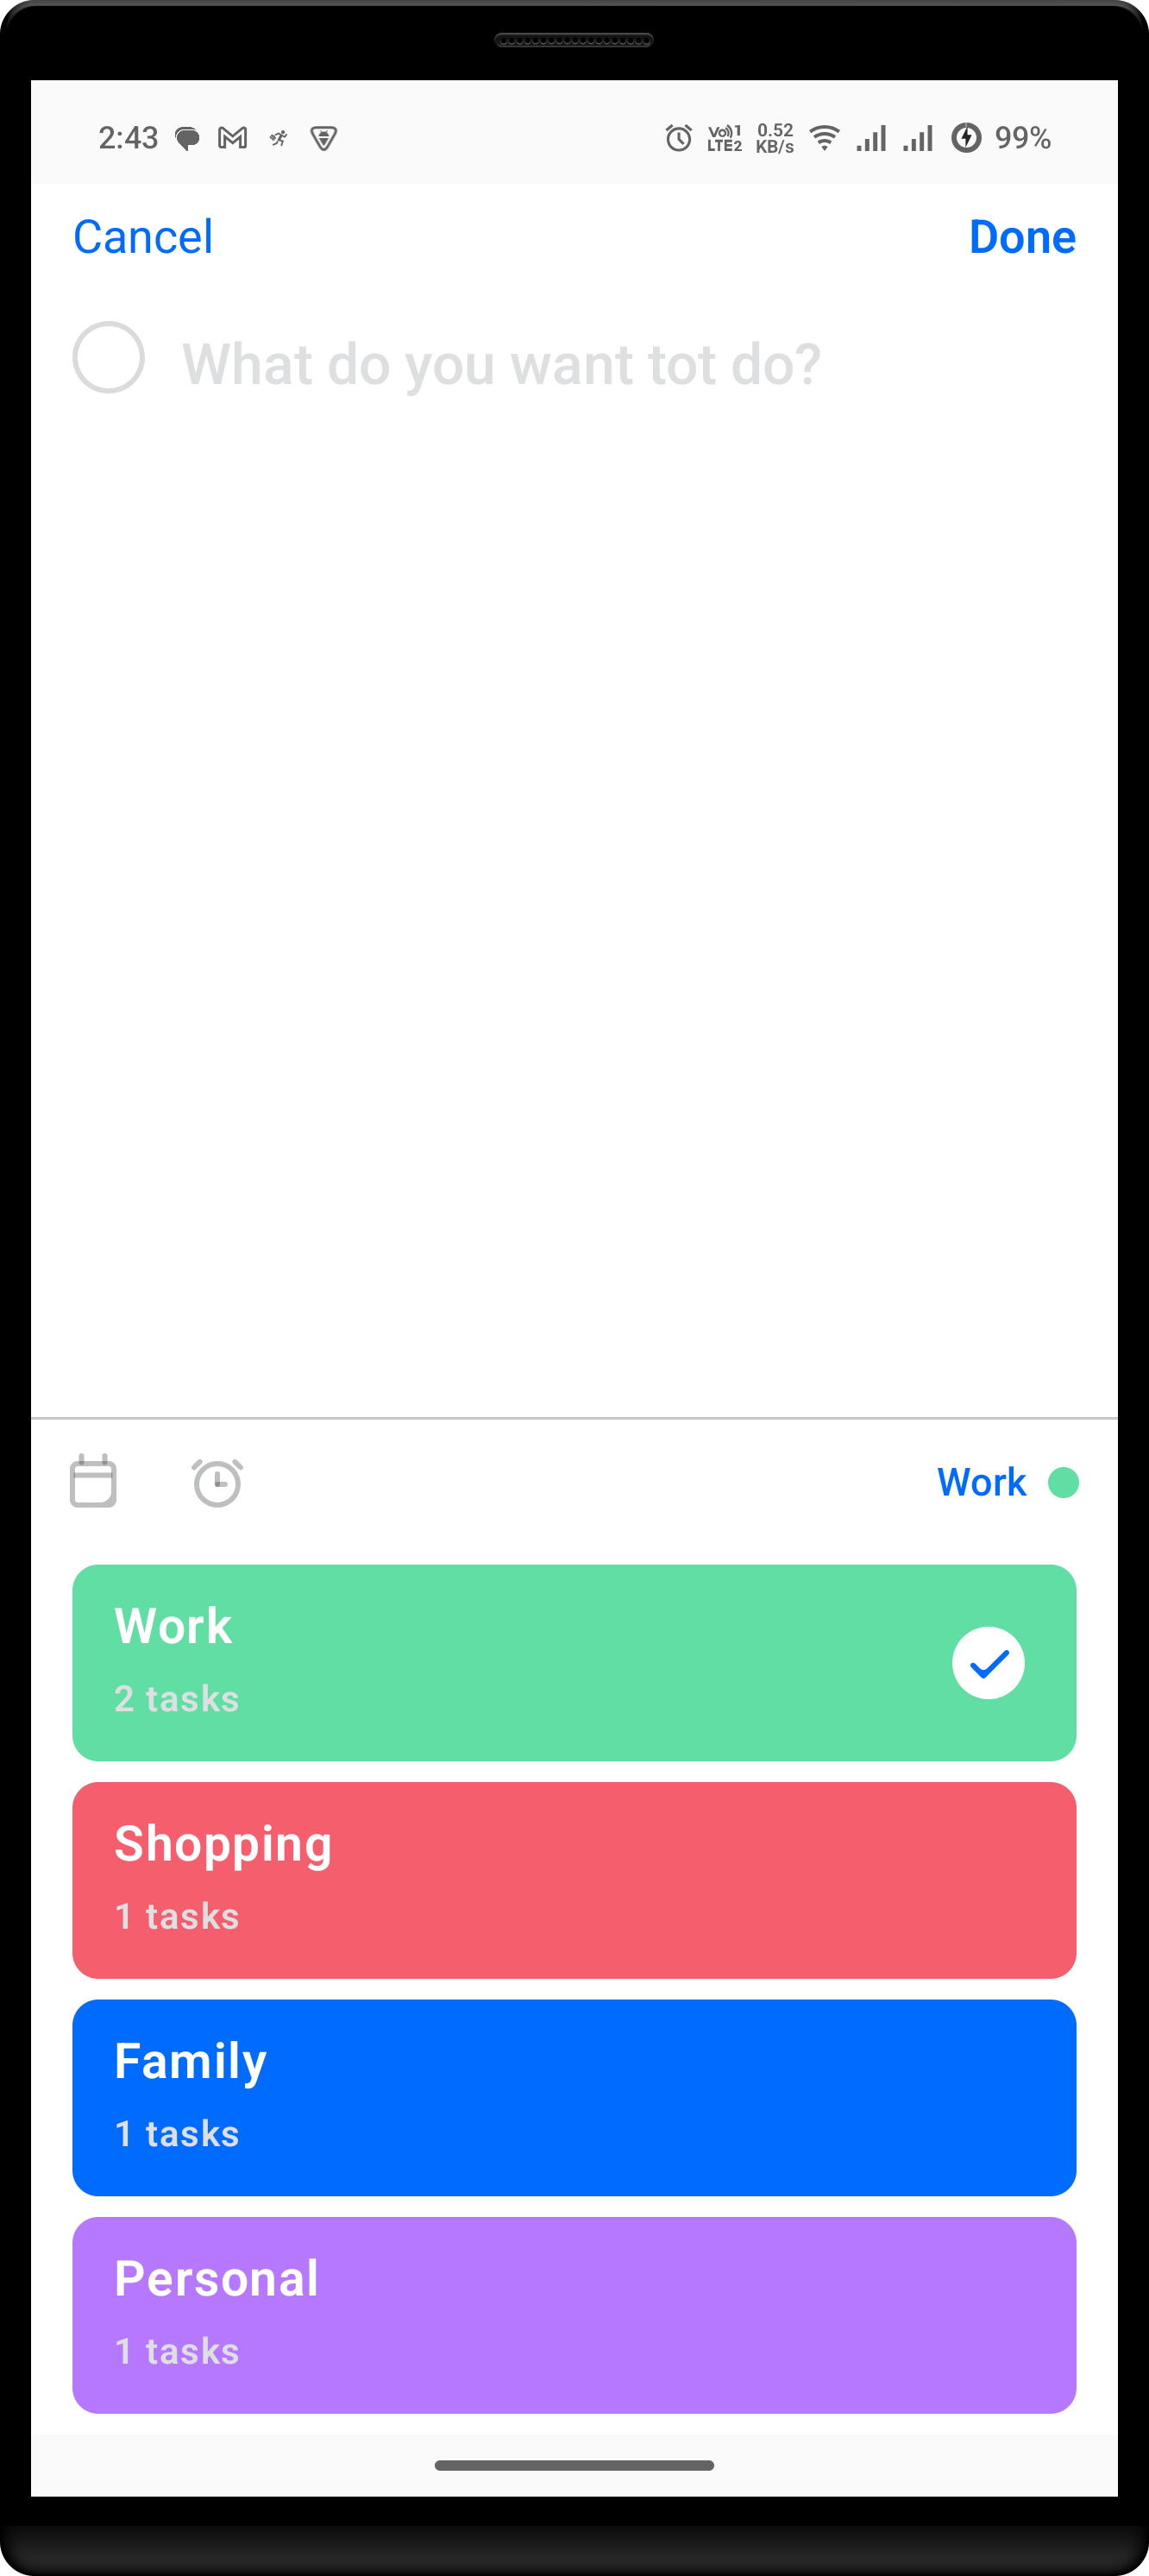 2:43 Vo)) 1 0.52 99%
LTE2 KB/s
Cancel Done
What do you want tot do?
Work
Work
2 tasks
Shopping
1 tasks
Family
1 tasks
Personal
1 tasks